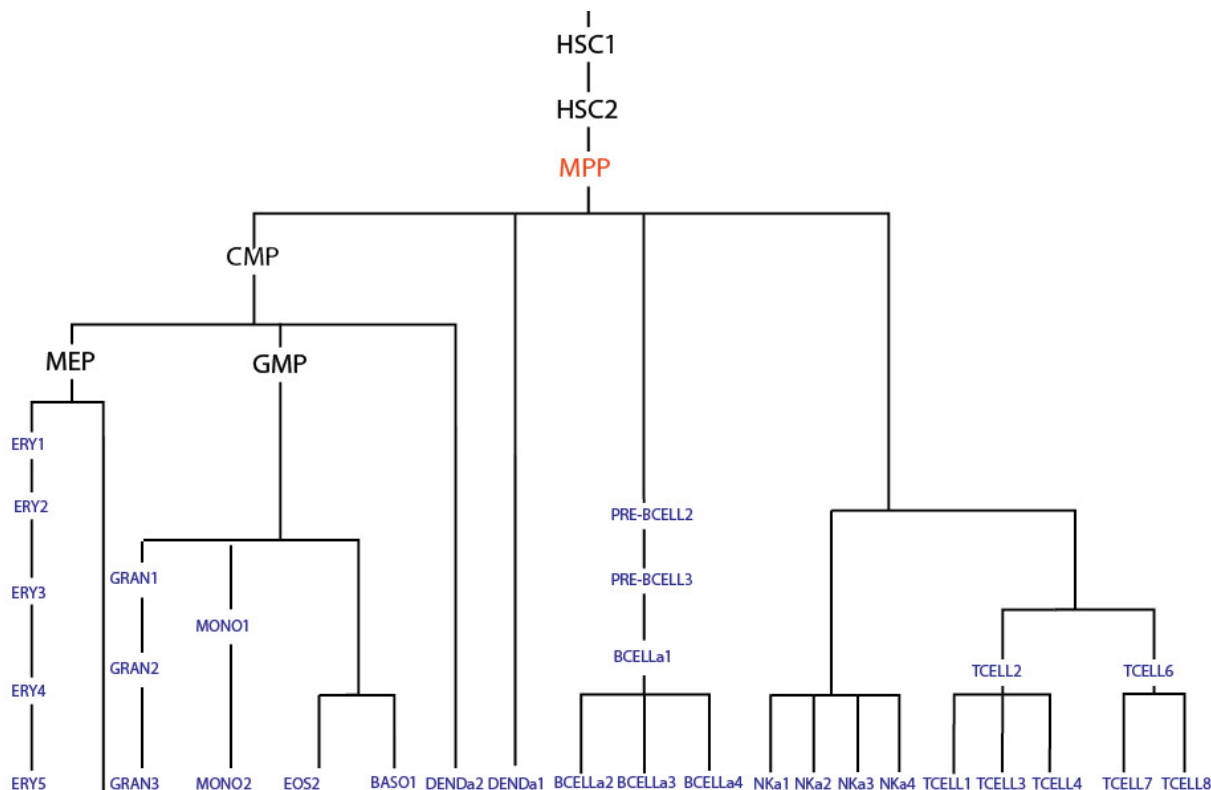 HSC1
HSC2
MPP
CMP
MEP
GMP
ERY1
ERY2
PRE-BCELL2
GRAN1
PRE-BCELL3
ERY3
MONO1
BCELLa1
GRAN2
TCELL2
TCELL6
ERY4
ERY5
GRAN3
MONO2
EOS2
BASO1
DENDa2
DENDa1
BCELLa2
BCELLa3
BCELLa4
NKa1
NKa2
NKa3
NKa4
TCELL1
TCELL3
TCELL4
TCELL7
TCELL8